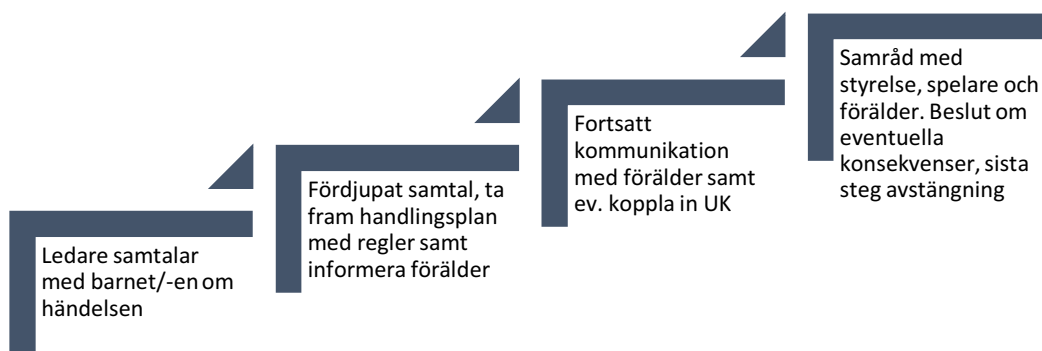 Ledare samtalar
med barnet/-en om
händelsen
Fördjupat samtal, ta
fram handlingsplan
med regler samt
informera förälder
Fortsatt
kommunikation
med förälder samt
ev. koppla in UK
Samråd med
styrelse, spelare och
förälder. Beslut om
eventuella
konsekvenser, sista
steg avstängning